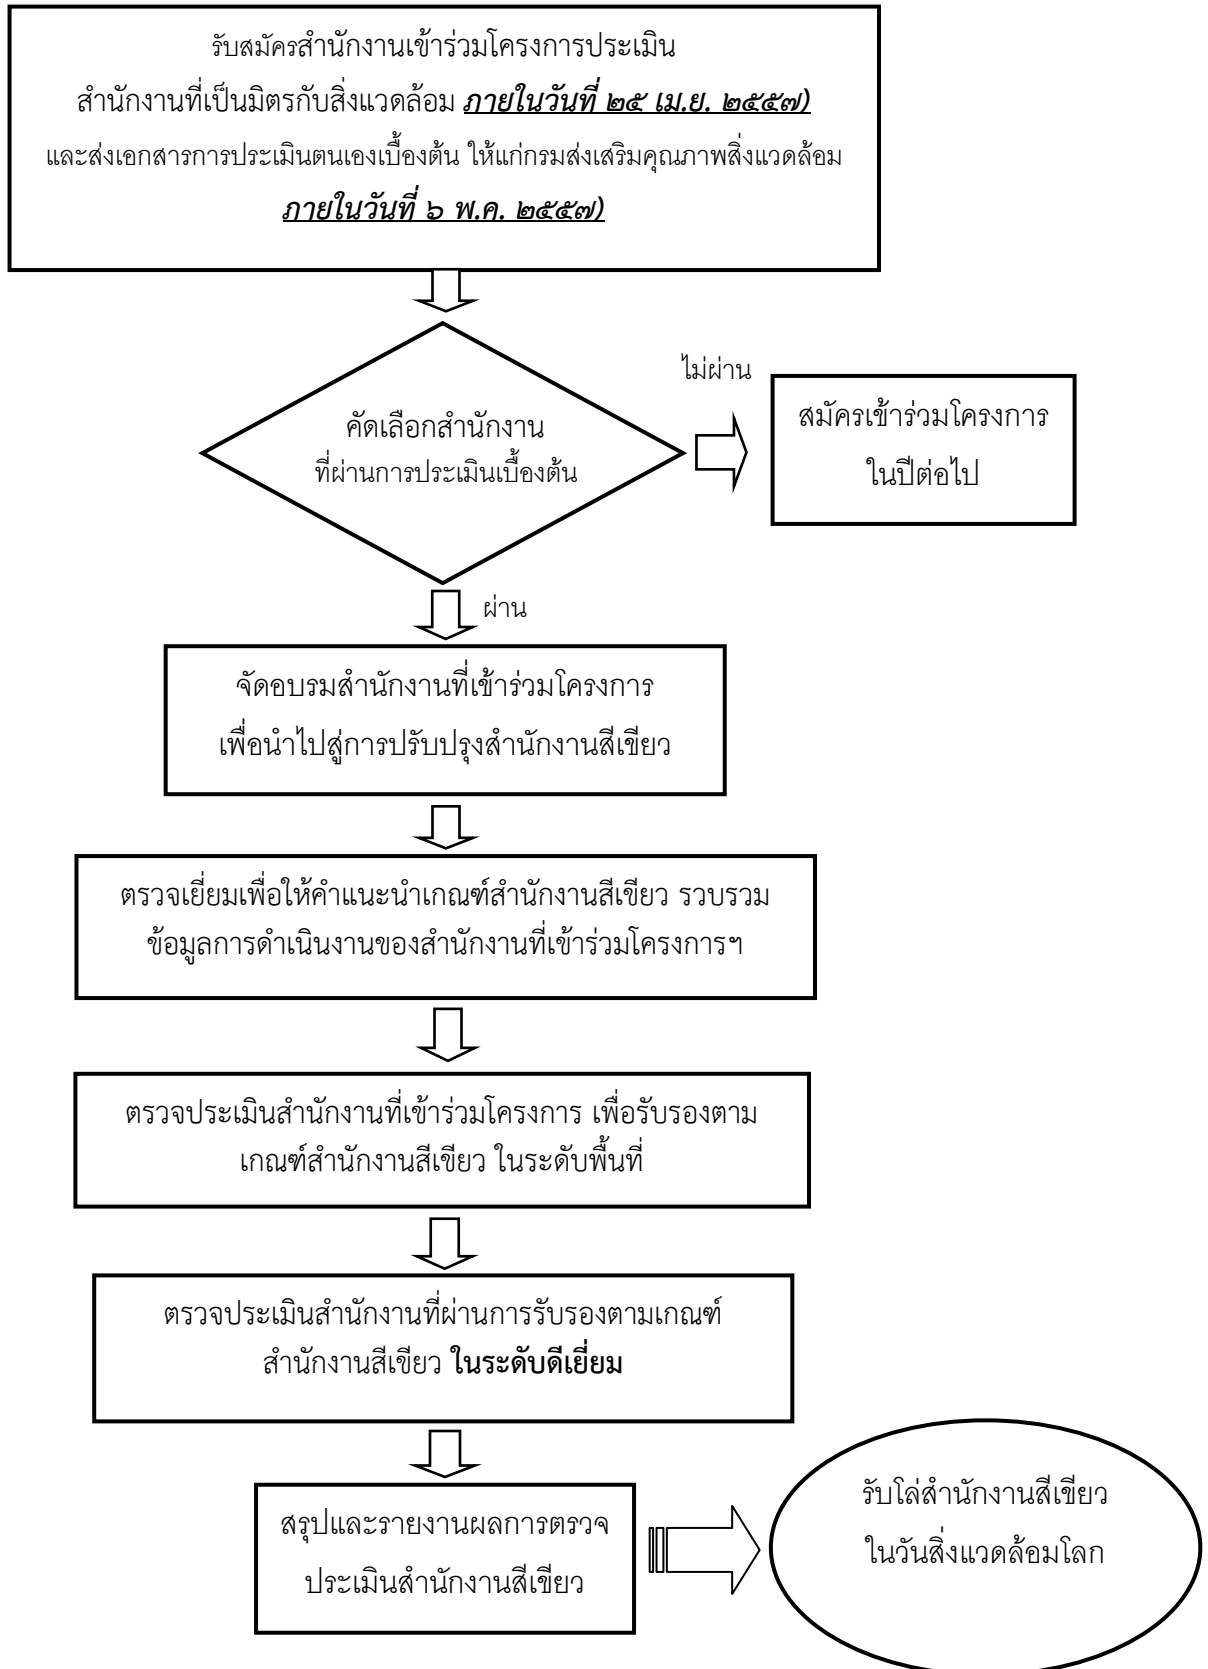 รับสมัครสำนักงานเข้าร่วมโครงการประเมิน
สำนักงานที่เป็นมิตรกับสิ่งแวดล้อม ภายในวันที่ ๒๕ เม.ย. ๒๕๕๗)
และส่งเอกสารการประเมินตนเองเบื้องต้น ให้แก่กรมส่งเสริมคุณภาพสิ่งแวดล้อม
ภายในวันที่ ๖ พ.ค. ๒๕๕๗)
ไม่ผ่าน
คัดเลือกสำนักงาน
ที่ผ่านการประเมินเบื้องต้น
สมัครเข้าร่วมโครงการ
ในปีต่อไป
ผ่าน
จัดอบรมสำนักงานที่เข้าร่วมโครงการ
เพื่อนำไปสู่การปรับปรุงสำนักงานสีเขียว
ตรวจเยี่ยมเพื่อให้คำแนะนำเกณฑ์สำนักงานสีเขียว รวบรวม
ข้อมูลการดำเนินงานของสำนักงานที่เข้าร่วมโครงการฯ
ตรวจประเมินสำนักงานที่เข้าร่วมโครงการ เพื่อรับรองตาม
เกณฑ์สำนักงานสีเขียว ในระดับพื้นที่
ตรวจประเมินสำนักงานที่ผ่านการรับรองตามเกณฑ์
สำนักงานสีเขียว ในระดับดีเยี่ยม
สรุปและรายงานผลการตรวจ
ประเมินสำนักงานสีเขียว
รับโล่สำนักงานสีเขียว
ในวันสิ่งแวดล้อมโลก